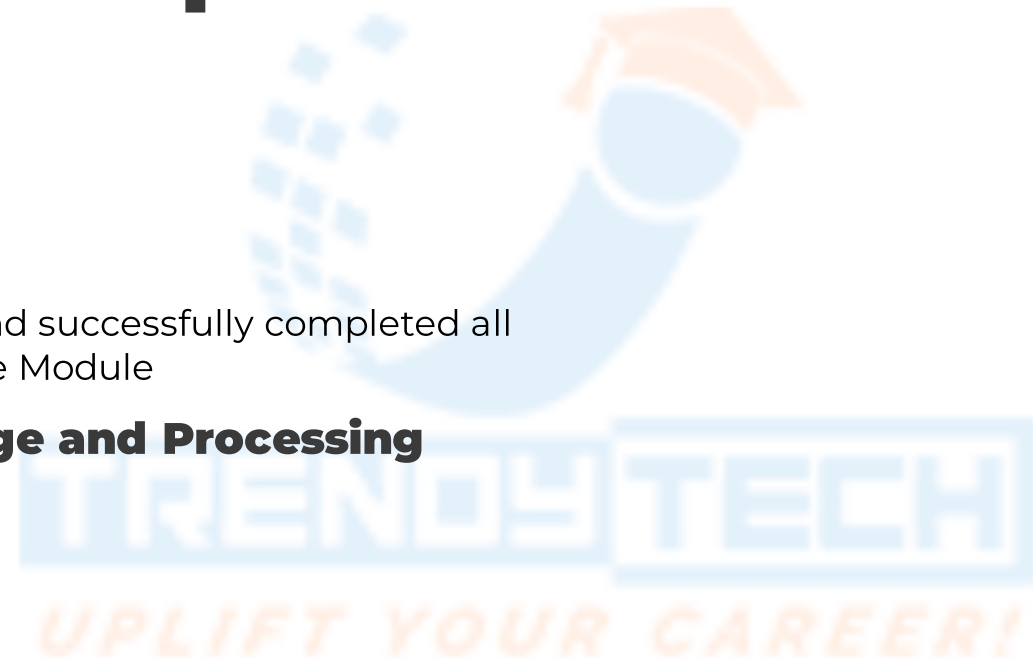 nd successfully completed all
e Module
ge and Processing
TRENDYTECH
UPLIFT YOUR CAREER!